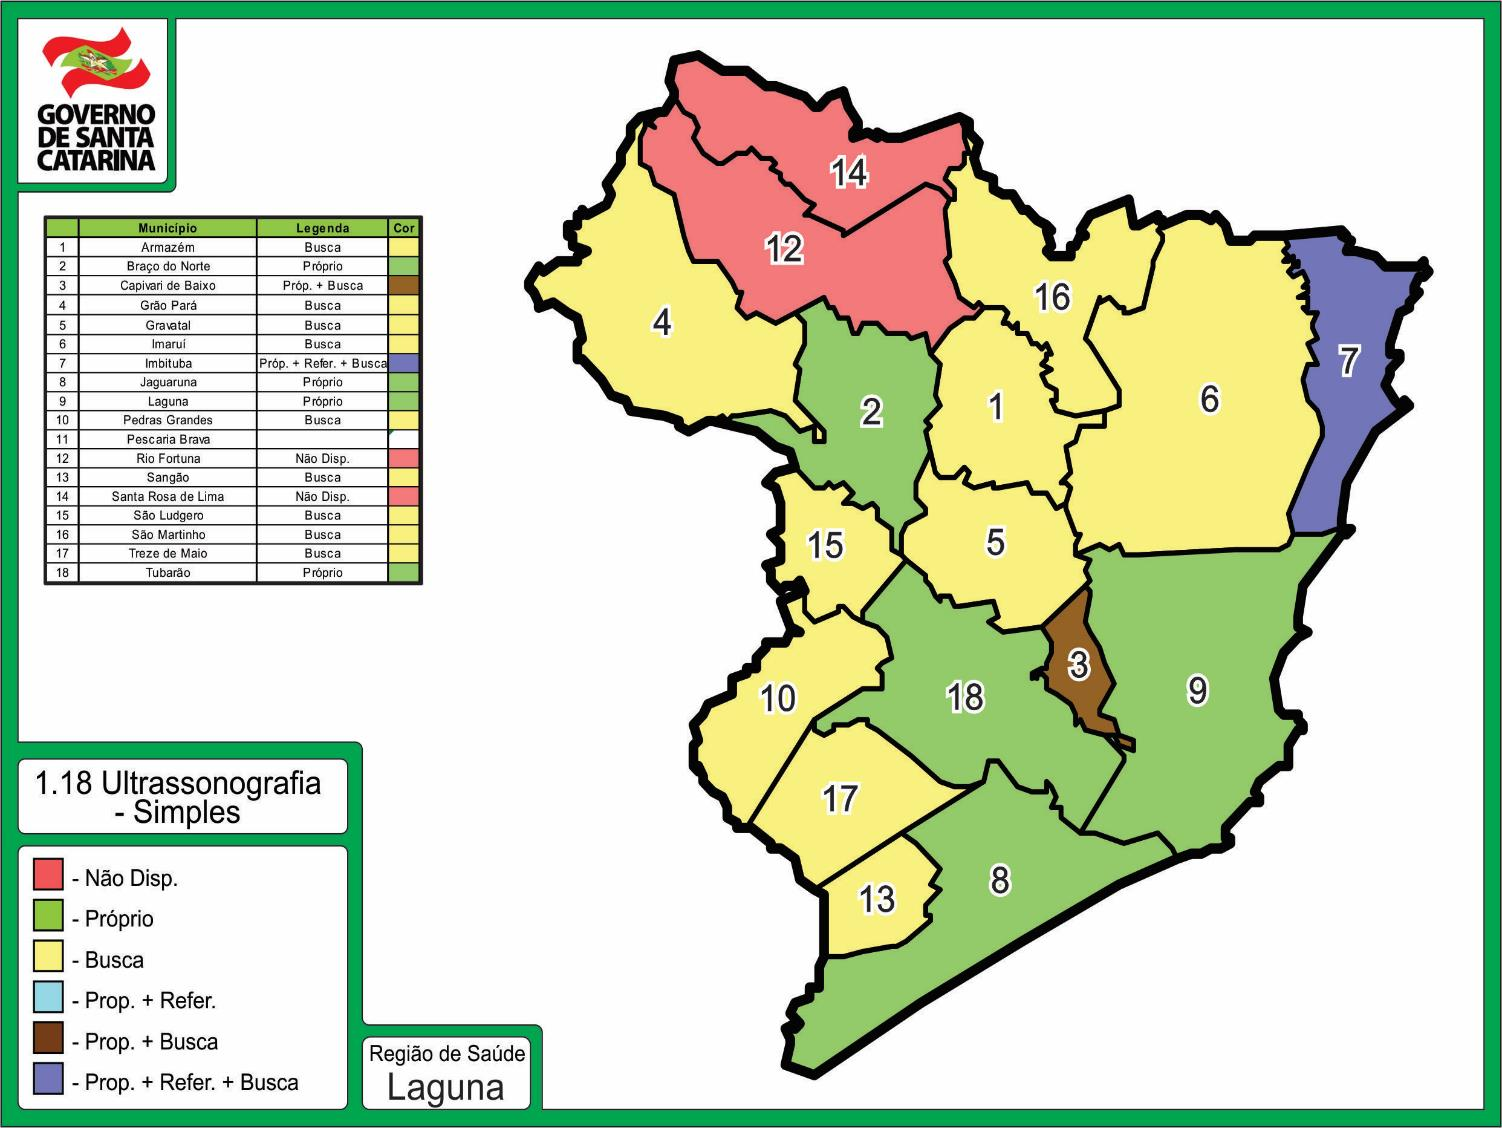 GOVERNO
DE SANTA
CATARINA
Município Legenda Cor
1 Armazém Busca
2 Braço do Norte Próprio
3 Capivari de Baixo Próp. + Busca
4 Grão Pará Busca
5 Gravatal Busca
6 Imaruí Busca
7 Imbituba Próp. + Refer. + Busca
8 Jaguaruna Próprio
9 Laguna Próprio
10 Pedras Grandes Busca
11 Pescaria Brava
12 Rio Fortuna Não Disp.
13 Sangão Busca
14 Santa Rosa de Lima Não Disp.
15 São Ludgero Busca
16 São Martinho Busca
17 Treze de Maio Busca
18 Tubarão Próprio
14
12
16
4
7
6
2
1
5
15
3
9
10
18
17
8
13
1.18 Ultrassonografia
- Simples
- Não Disp.
- Próprio
- Busca
- Prop. + Refer.
- Prop. + Busca
- Prop. + Refer. + Busca
Região de Saúde
Laguna